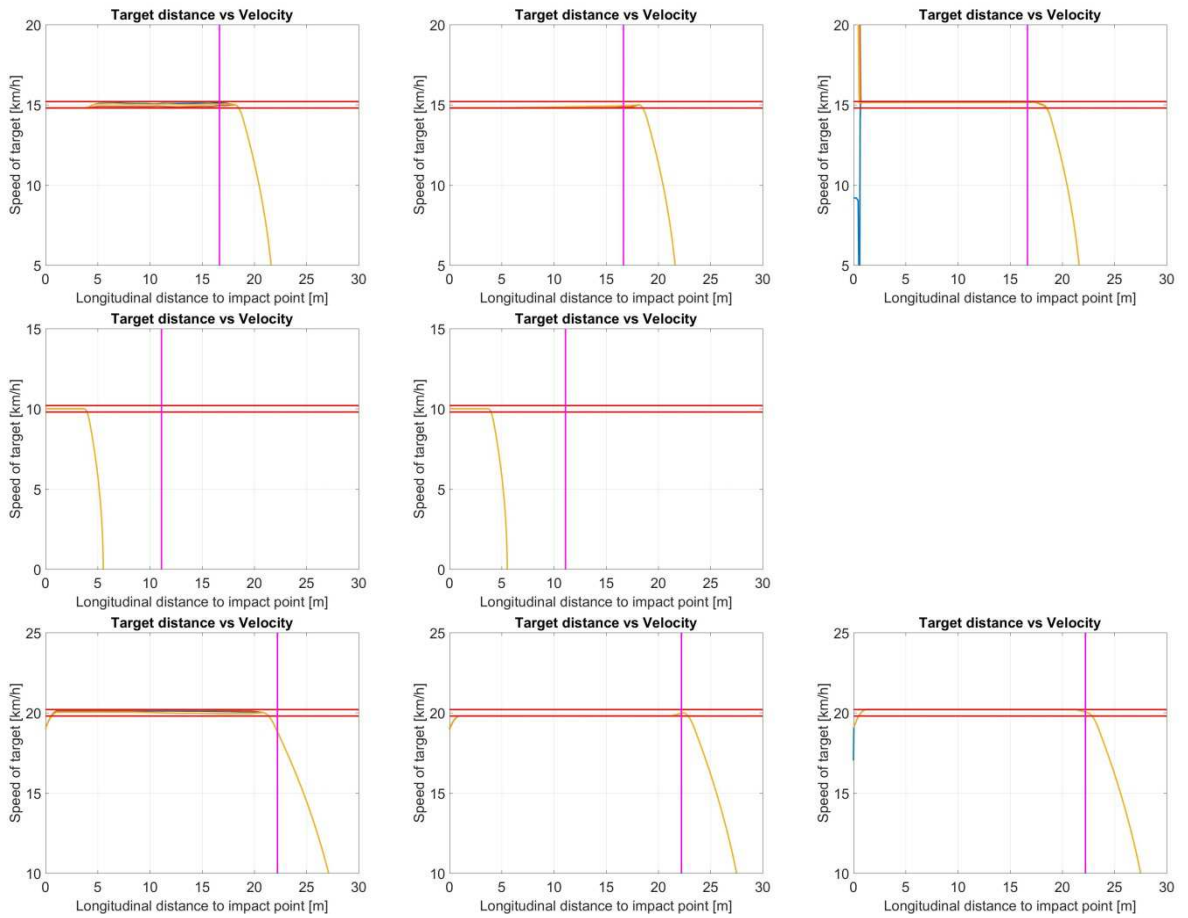 Target distance vs Velocity
20
15
10
5
0 5 10 15 20 25 30
Speed of target [km/h]
Longitudinal distance to impact point [m]
Target distance vs Velocity
20
15
10
5
0 5 10 15 20 25 30
Speed of target [km/h]
Longitudinal distance to impact point [m]
Target distance vs Velocity
20
15
10
5
0 5 10 15 20 25 30
Speed of target [km/h]
Longitudinal distance to impact point [m]
Target distance vs Velocity
15
10
5
0
0 5 10 15 20 25 30
Speed of target [km/h]
Longitudinal distance to impact point [m]
Target distance vs Velocity
15
10
5
0
0 5 10 15 20 25 30
Speed of target [km/h]
Longitudinal distance to impact point [m]
Target distance vs Velocity
25
20
15
10
0 5 10 15 20 25 30
Speed of target [km/h]
Longitudinal distance to impact point [m]
Target distance vs Velocity
25
20
15
10
0 5 10 15 20 25 30
Speed of target [km/h]
Longitudinal distance to impact point [m]
Target distance vs Velocity
25
20
15
10
0 5 10 15 20 25 30
Speed of target [km/h]
Longitudinal distance to impact point [m]